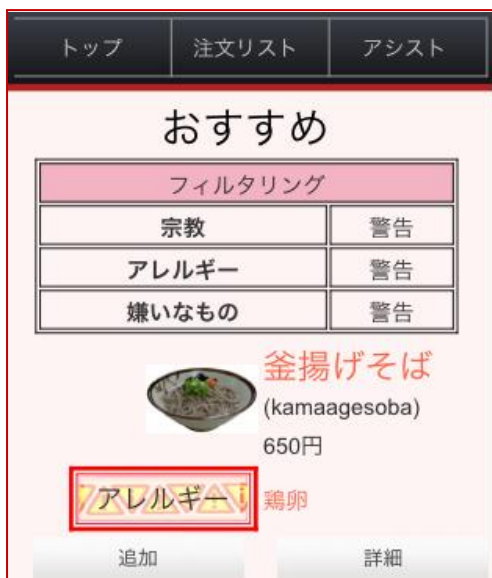 トップ 注文リスト アシスト
おすすめ
フィルタリング
宗教 警告
アレルギー 警告
嫌いなもの 警告
釜揚げそば
(kamaagesoba)
650円
アレルギー 鶏卵
追加 詳細